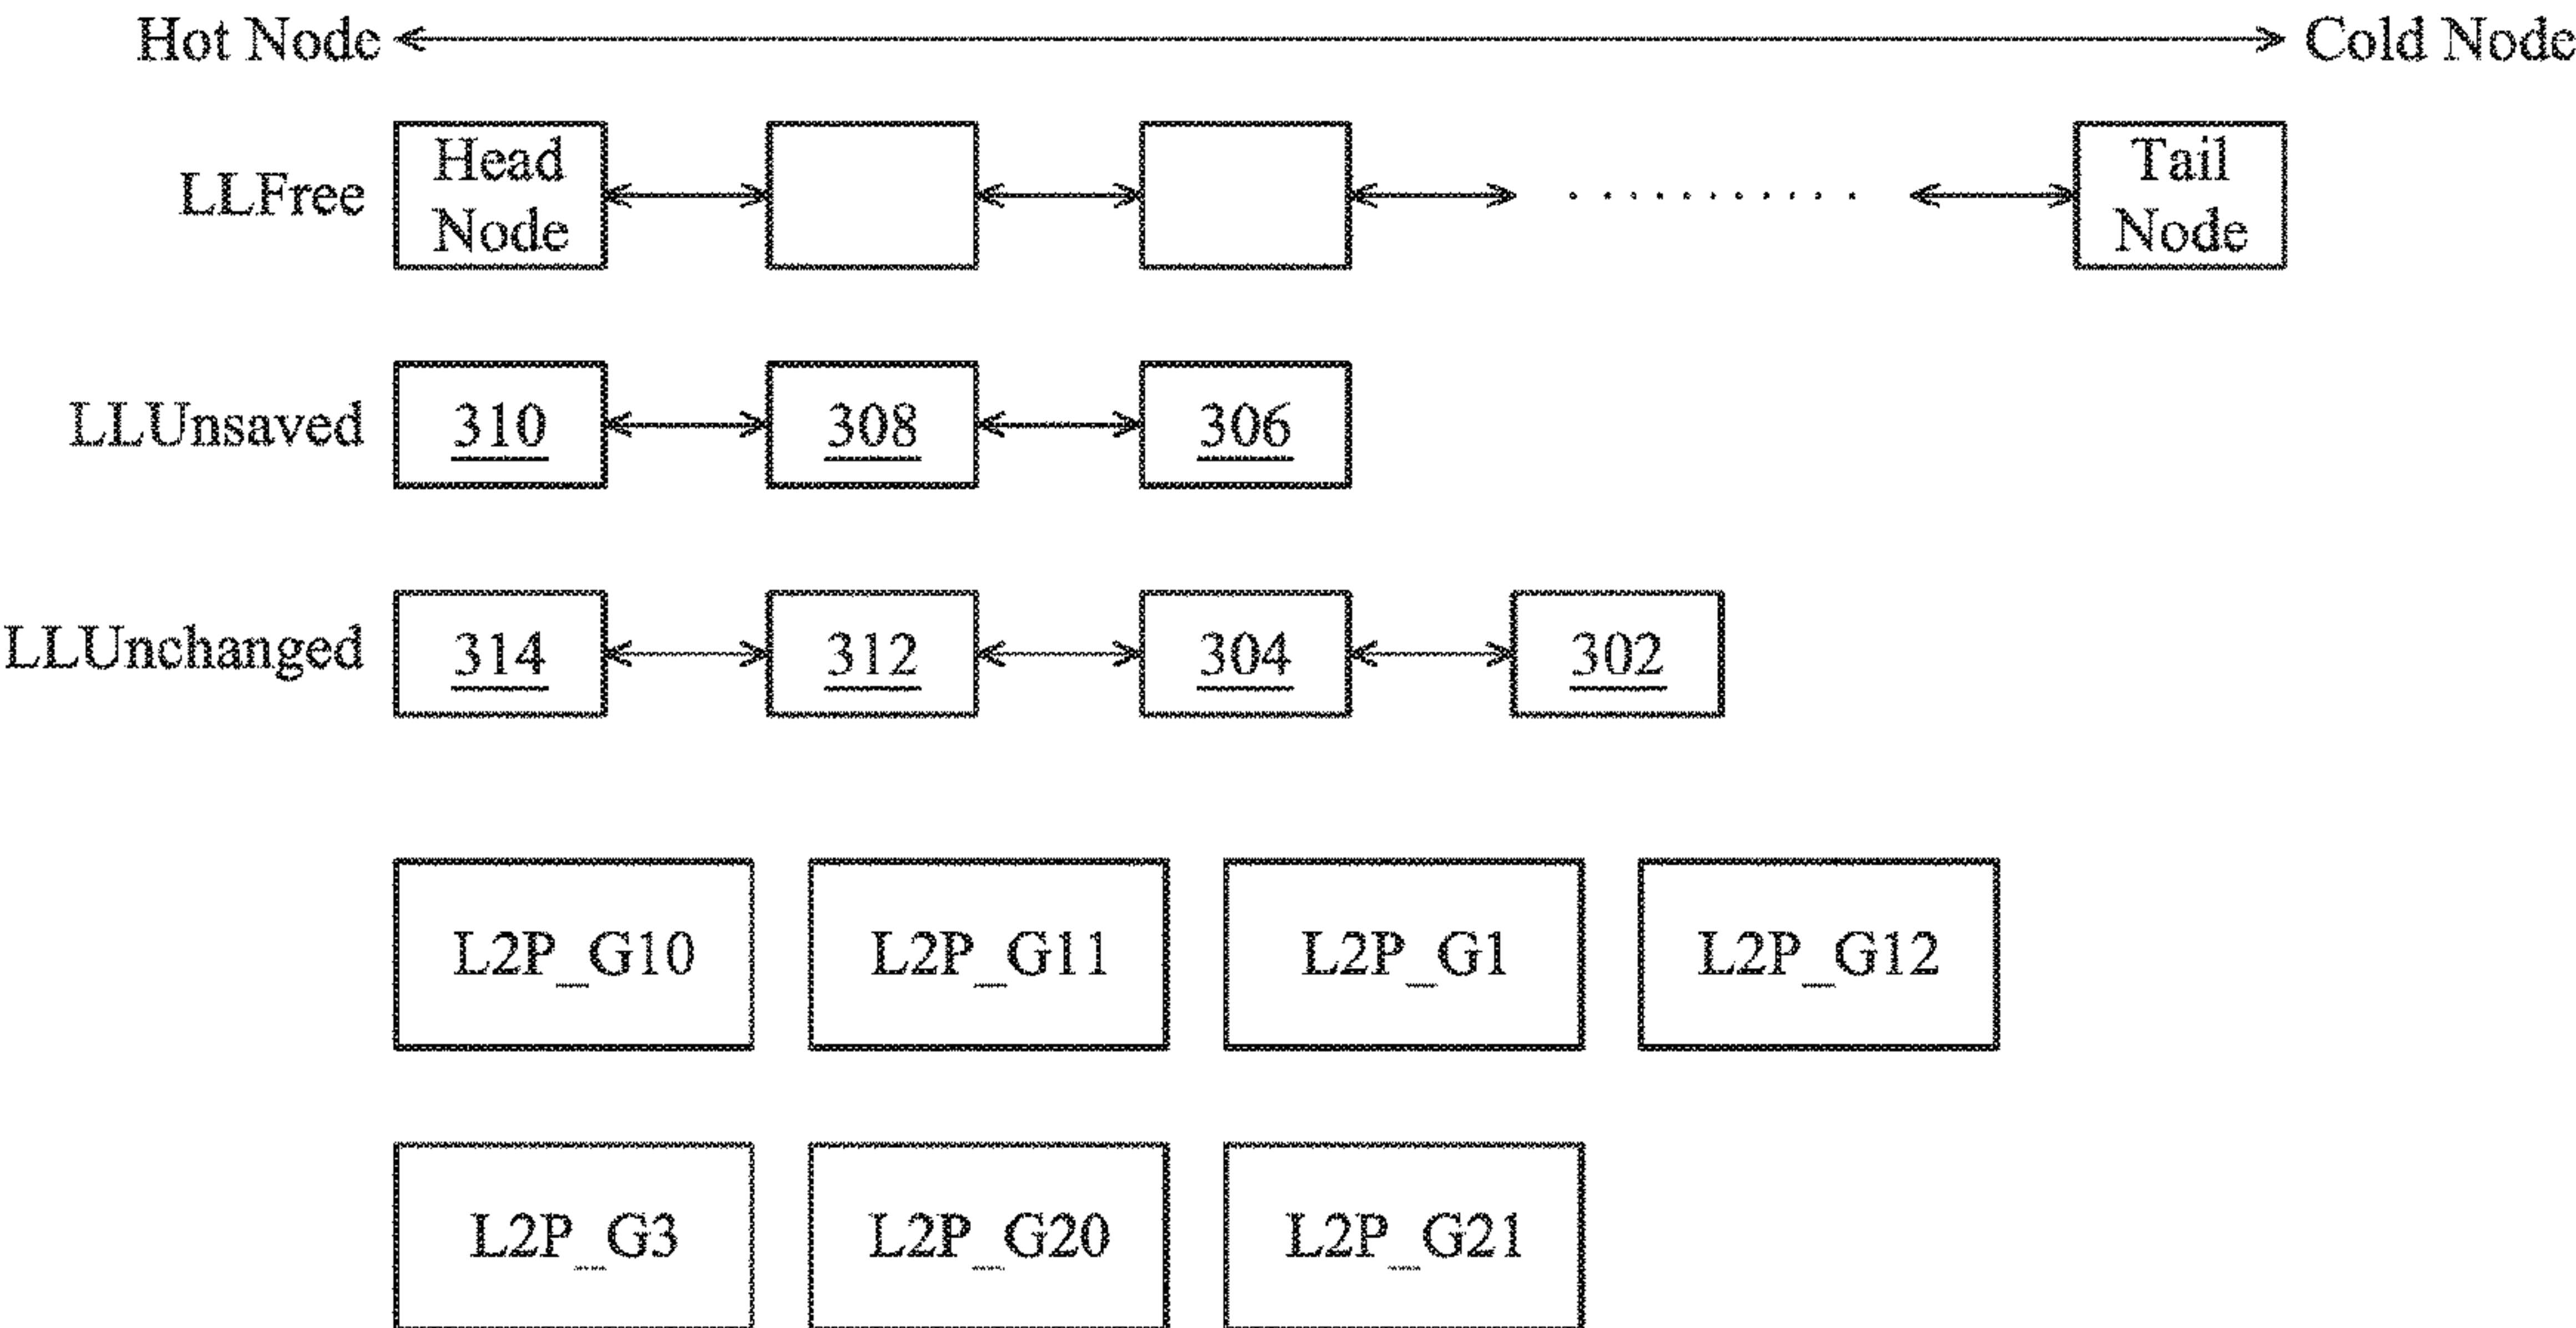 Hot Node Cold Node
LLFree Head Node Tail Node
LLUnsaved 310 308 306
LLUnchanged 314 312 304 302
L2P_G10 L2P_G11 L2P_G1 L2P_G12
L2P_G3 L2P_G20 L2P_G21